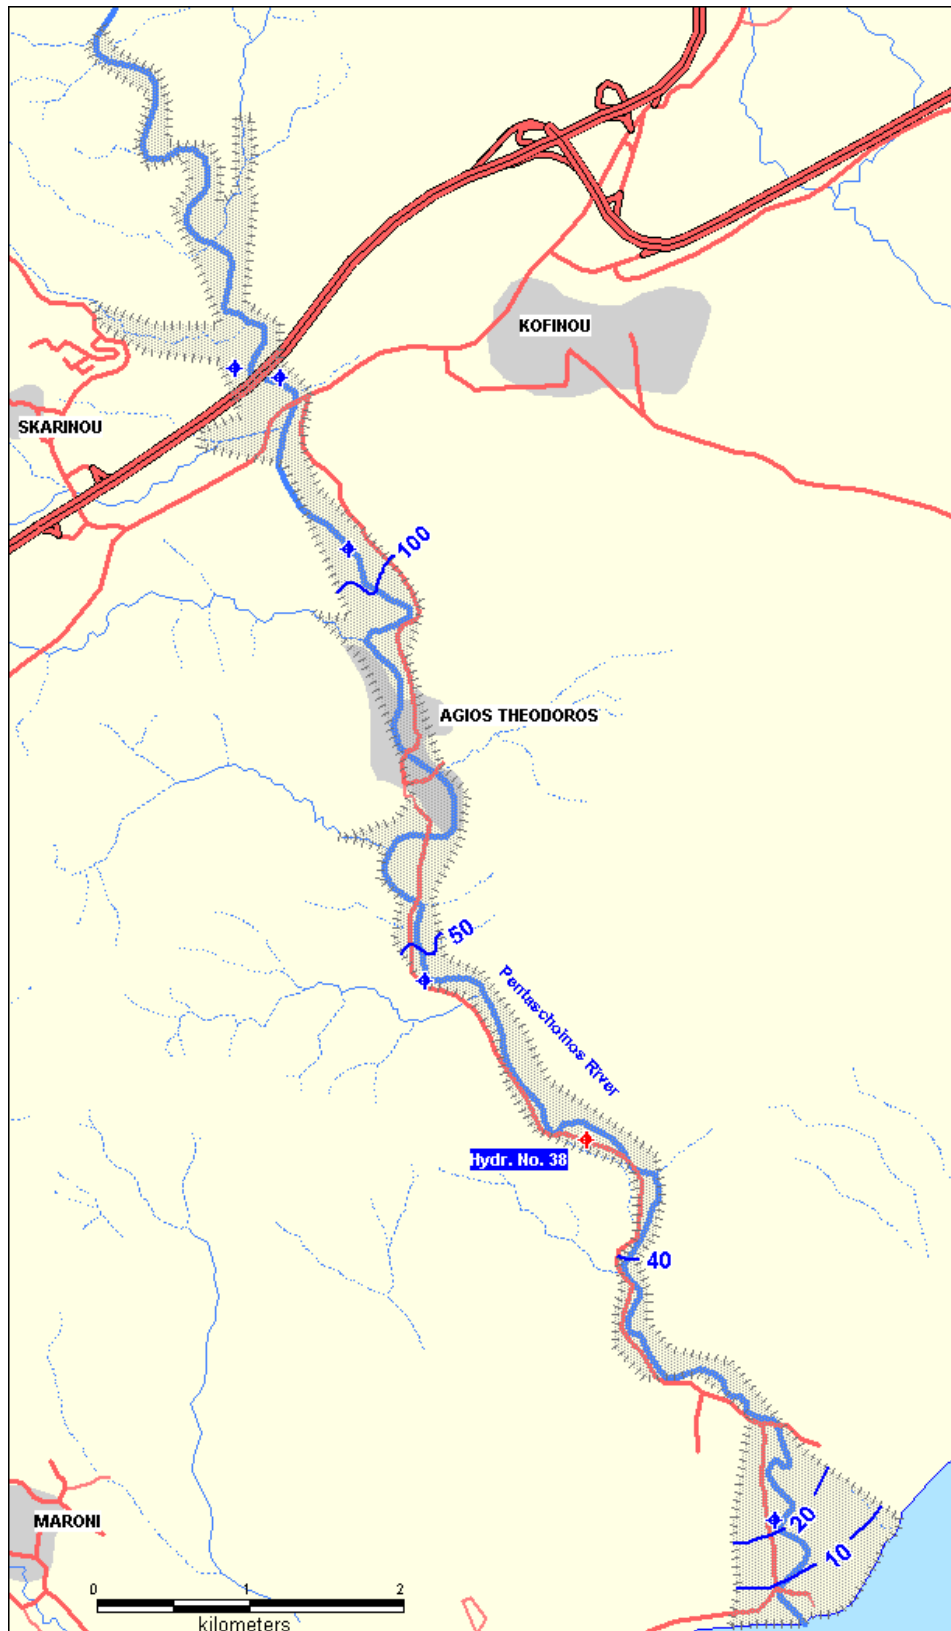 KOFINOU
SKARINOU
100
AGIOS THEODOROS
50
Pentaschoinos River
Hydr. No. 38
40
MARONI
20
10
0 1 2
kilometers